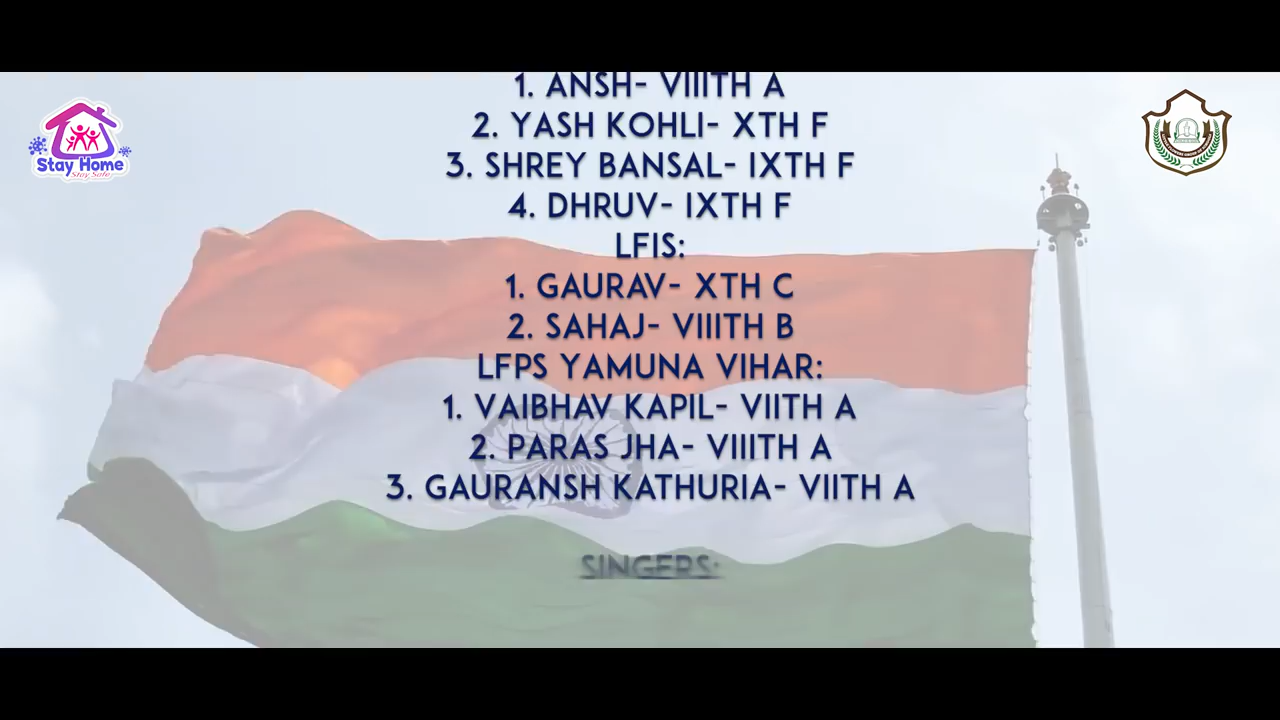 1. ANSH- VIIITH A
2. YASH KOHLI- XTH F
3. SHREY BANSAL- IXTH F
4. DHRUV- IXTH F
LFIS:
1. GAURAV- XTH C
2. SAHAJ- VIIITH B
LFPS YAMUNA VIHAR:
1. VAIBHAV KAPIL- VIITH A
2. PARAS JHA- VIIITH A
3. GAURANSH KATHURIA- VIITH A
SINGERS:
Stay Home
Stay Safe